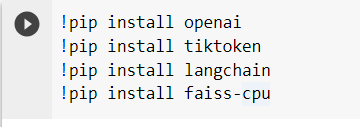 !pip install openai
!pip install tiktoken
!pip install langchain
!pip install faiss-cpu